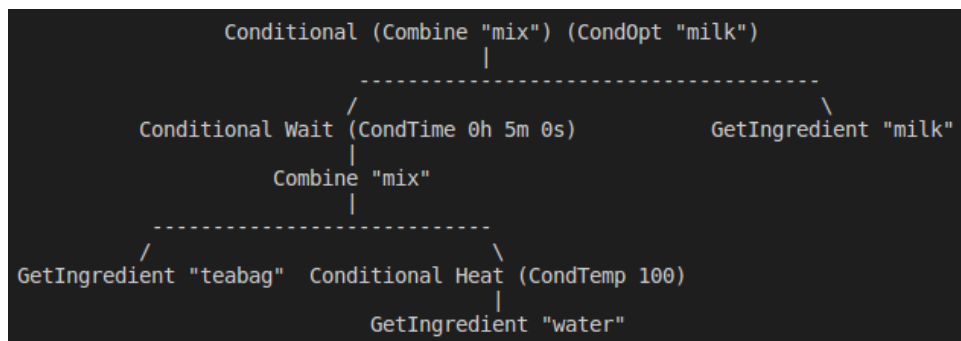 Conditional (Combine "mix") (CondOpt "milk")
|
--------------------------------------
/ \
Conditional Wait (CondTime 0h 5m 0s) GetIngredient "milk"
|
Combine "mix"
|
----------------------------
/ \
GetIngredient "teabag" Conditional Heat (CondTemp 100)
|
GetIngredient "water"